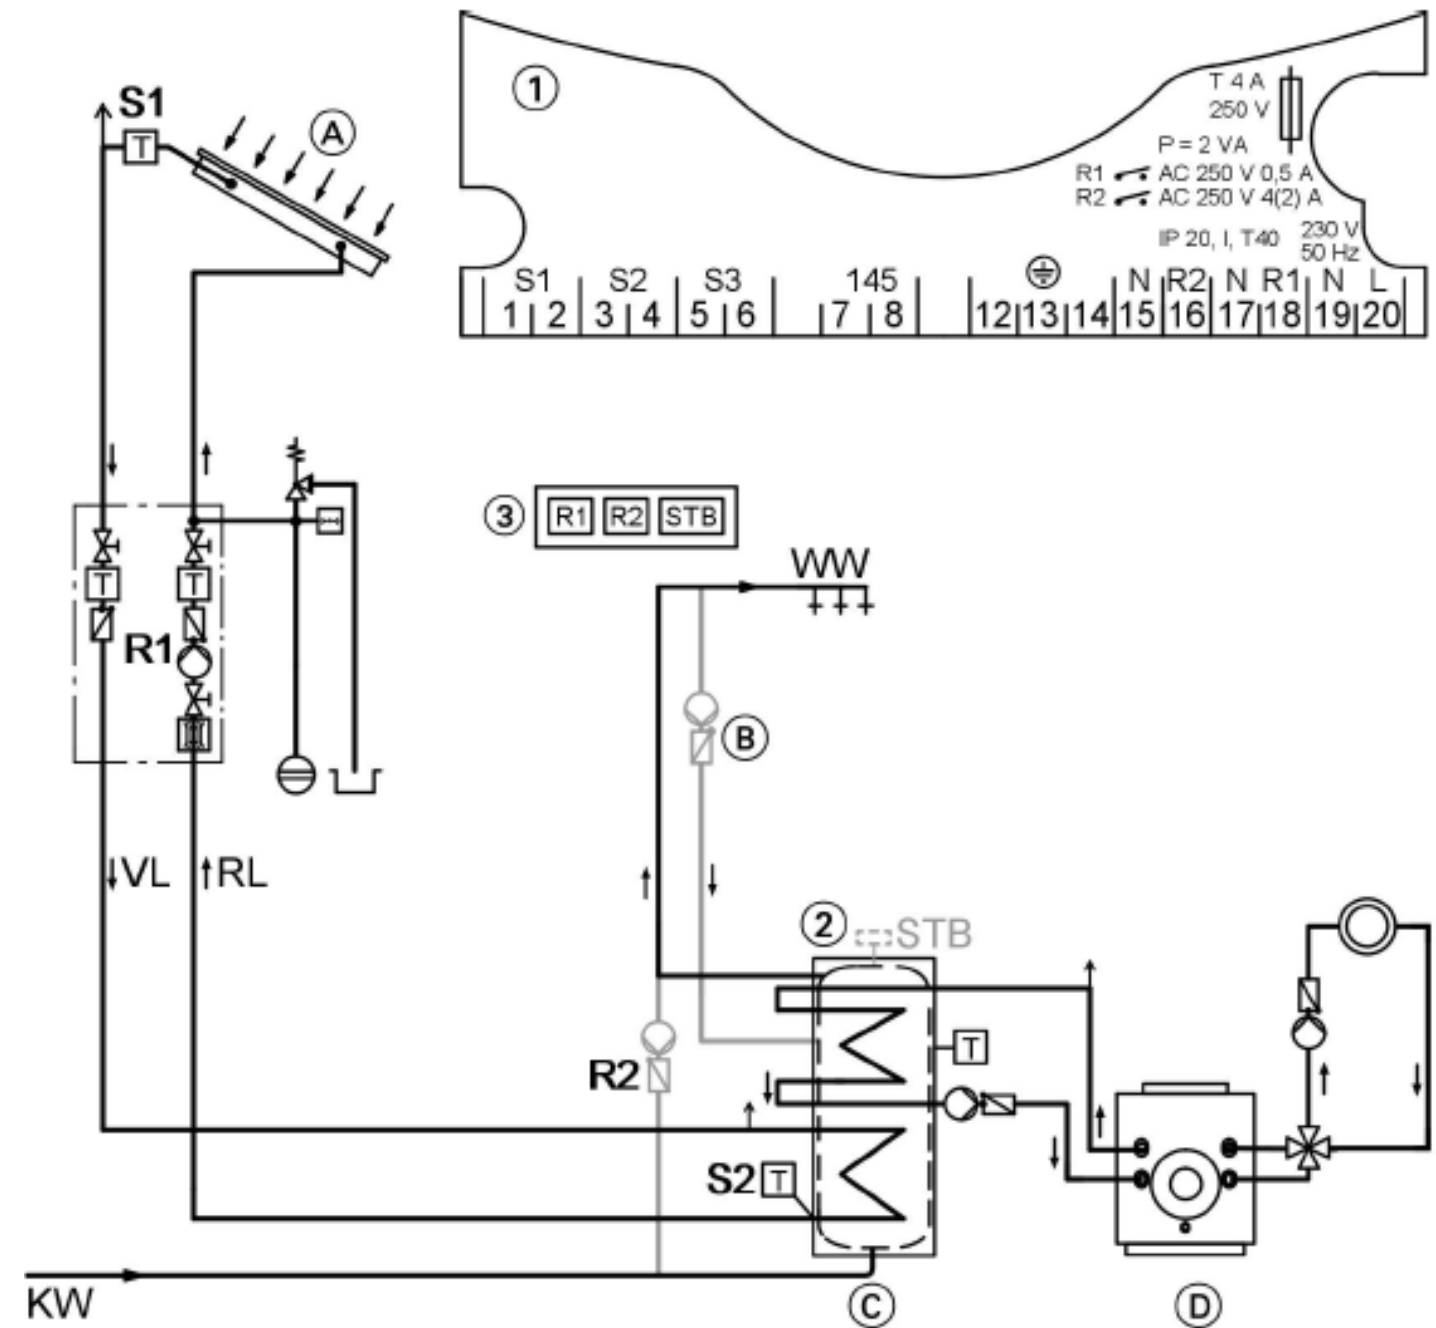 1
T 4 A
250 V
P = 2 VA
R1 AC 250 V 0,5 A
R2 AC 250 V 4(2) A
IP 20, I, T40 230 V
50 Hz
S1 S2 S3 145 N R2 N R1 N L
1 2 3 4 5 6 7 8 12 13 14 15 16 17 18 19 20
S1
T
A
3 R1 R2 STB
WW
T T
R1
B
VL RL
2 STB
R2
T
S2 T
KW
C
D